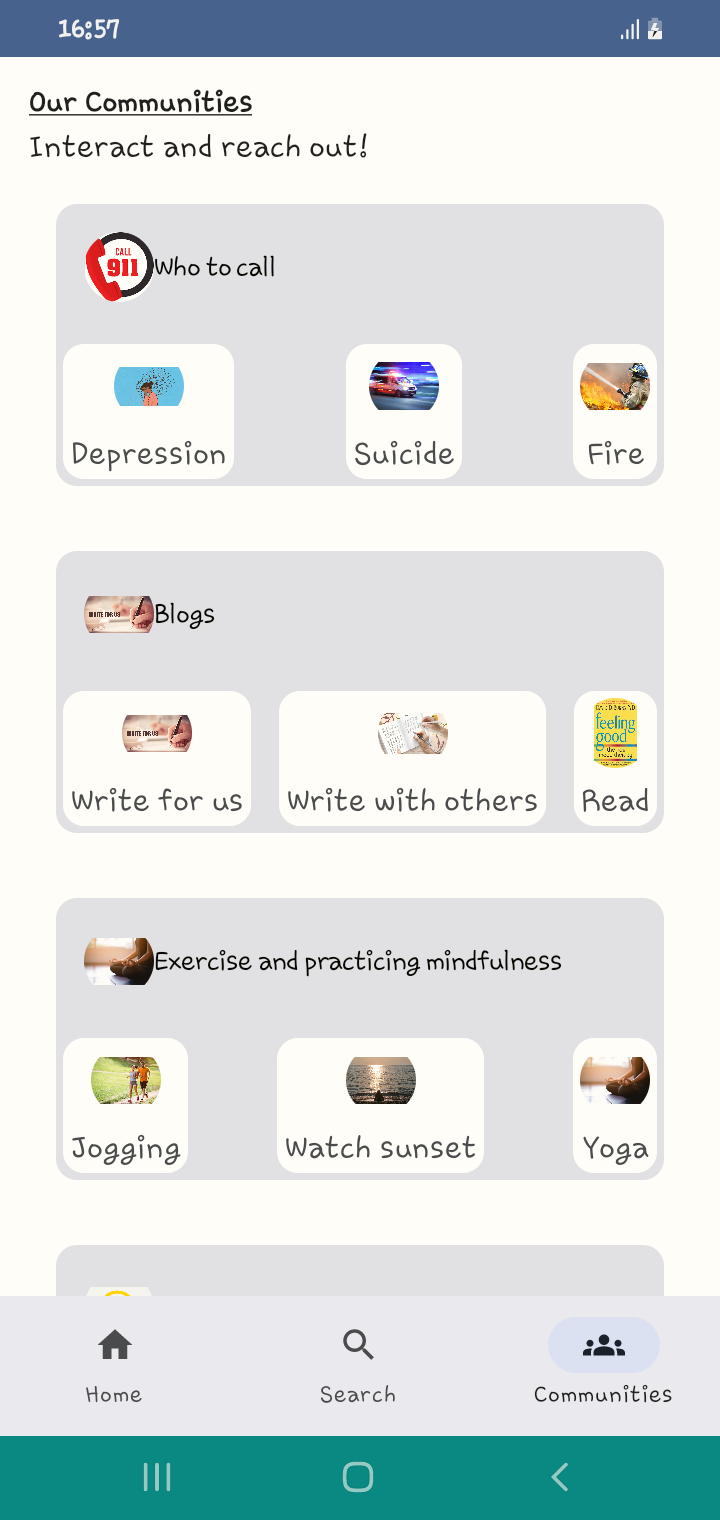 16:57
Our Communities
Interact and reach out!
CALL
911
Who to call
Depression
Suicide
Fire
WRITE FOR US
Blogs
WRITE FOR US
Write for us
Write with others
feeling
good
Read
Exercise and practicing mindfulness
Jogging
Watch sunset
Yoga
Home
Search
Communities